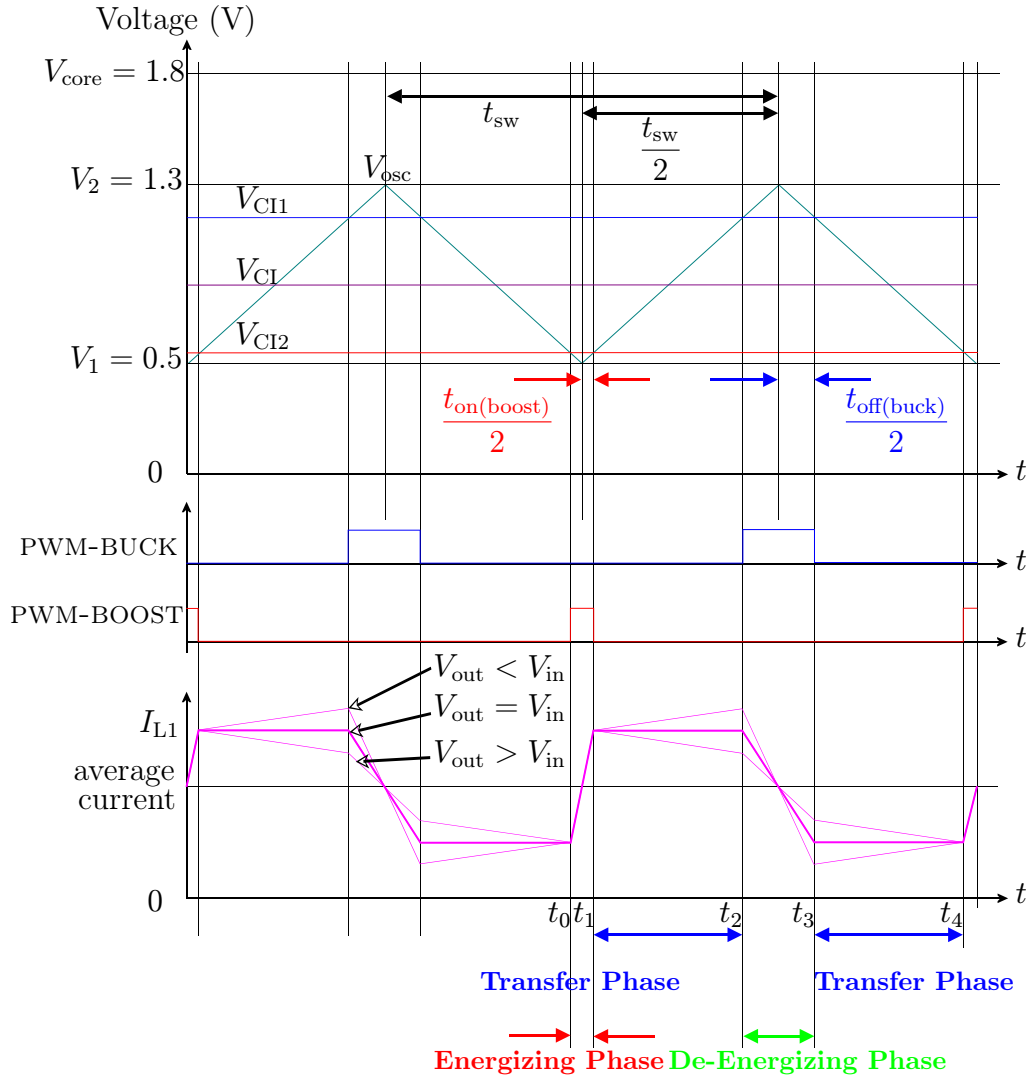 Voltage (V)
V_core = 1.8
t_sw
t_sw/2
V_2 = 1.3
V_osc
V_CI1
V_CI
V_CI2
V_1 = 0.5
t_on(boost)/2
t_off(buck)/2
0
t
PWM-BUCK
t
PWM-BOOST
t
V_out < V_in
I_L1
V_out = V_in
V_out > V_in
average
current
0
t
t_0 t_1 t_2 t_3 t_4
Transfer Phase Transfer Phase
Energizing Phase De-Energizing Phase